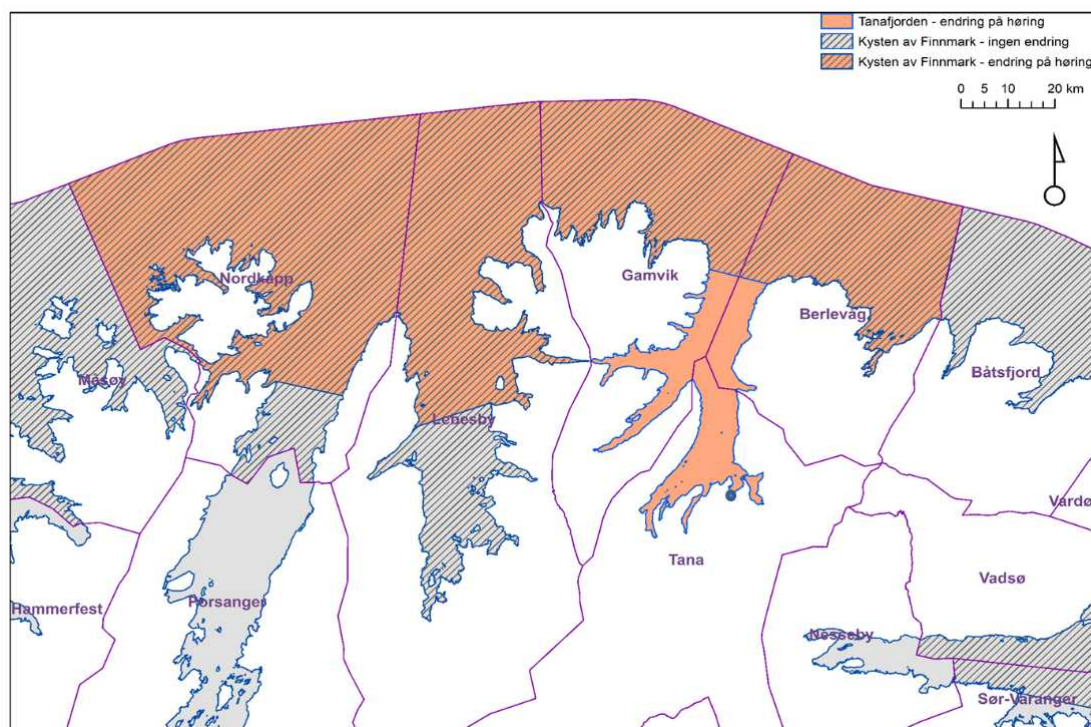 Tanafjorden - endring på høring
Kysten av Finnmark - ingen endring
Kysten av Finnmark - endring på høring
0 5 10 20 km
Nordkapp
Gamvik
Berlevåg
Måsøy
Båtsfjord
Lebesby
Vardø
Tana
Vadsø
Hammerfest
Porsanger
Nesseby
Sør-Varanger